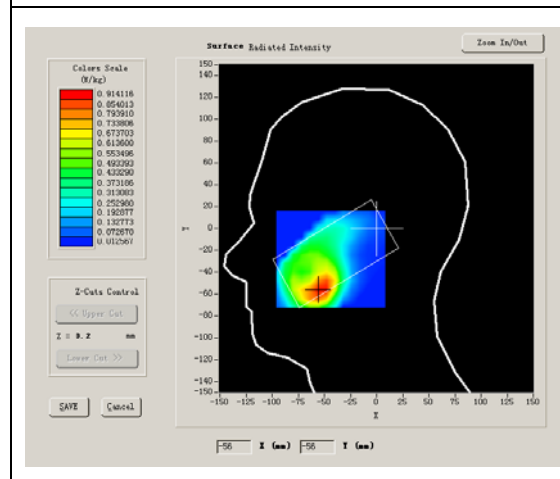 Surface Radiated Intensity
Zoom In/Out
Colors Scale
(W/kg)
0.914116
0.854013
0.793910
0.733806
0.673703
0.613600
0.553496
0.493393
0.433290
0.373186
0.313083
0.252980
0.192877
0.132773
0.072670
0.012567
150
140
120
100
80
60
40
20
0
-20
-40
-60
-80
-100
-120
-140
-150
Y
-150 -125 -100 -75 -50 -25 0 25 50 75 100 125 150
X
Z-Cuts Control
<< Upper Cut
Z = 0.2 mm
Lower Cut >>
SAVE Cancel
-56 X (mm) -56 Y (mm)